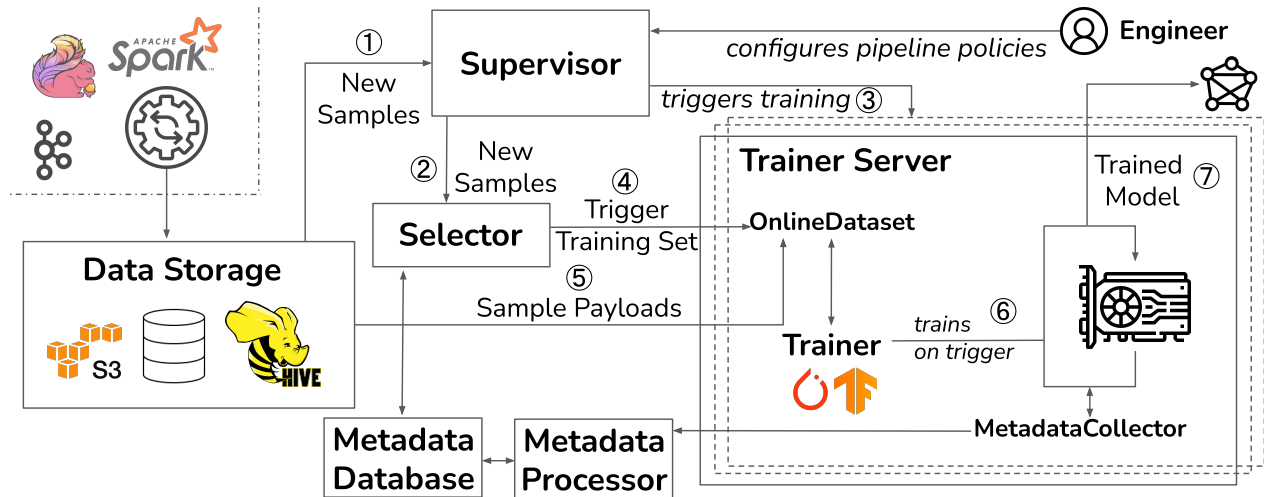 APACHE
Spark
TM
①
New
Samples
Supervisor
configures pipeline policies
Engineer
triggers training ③
②
New
Samples
④
Trigger
Training Set
Selector
Trainer Server
OnlineDataset
Trained
Model
⑦
Data Storage
S3
HIVE
⑤
Sample Payloads
Trainer
⑥
trains
on trigger
MetadataCollector
Metadata
Database
Metadata
Processor